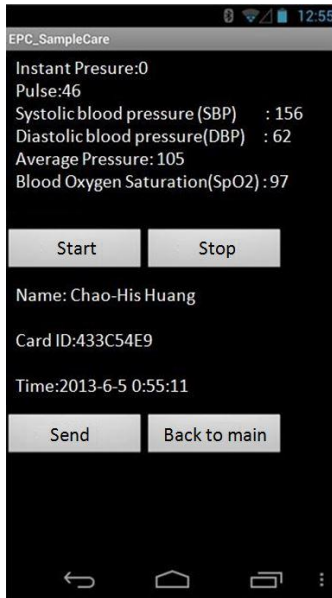 12:55
EPC_SampleCare
Instant Presure:0
Pulse:46
Systolic blood pressure (SBP) : 156
Diastolic blood pressure(DBP) : 62
Average Pressure: 105
Blood Oxygen Saturation(SpO2) : 97
Start Stop
Name: Chao-His Huang
Card ID:433C54E9
Time:2013-6-5 0:55:11
Send Back to main